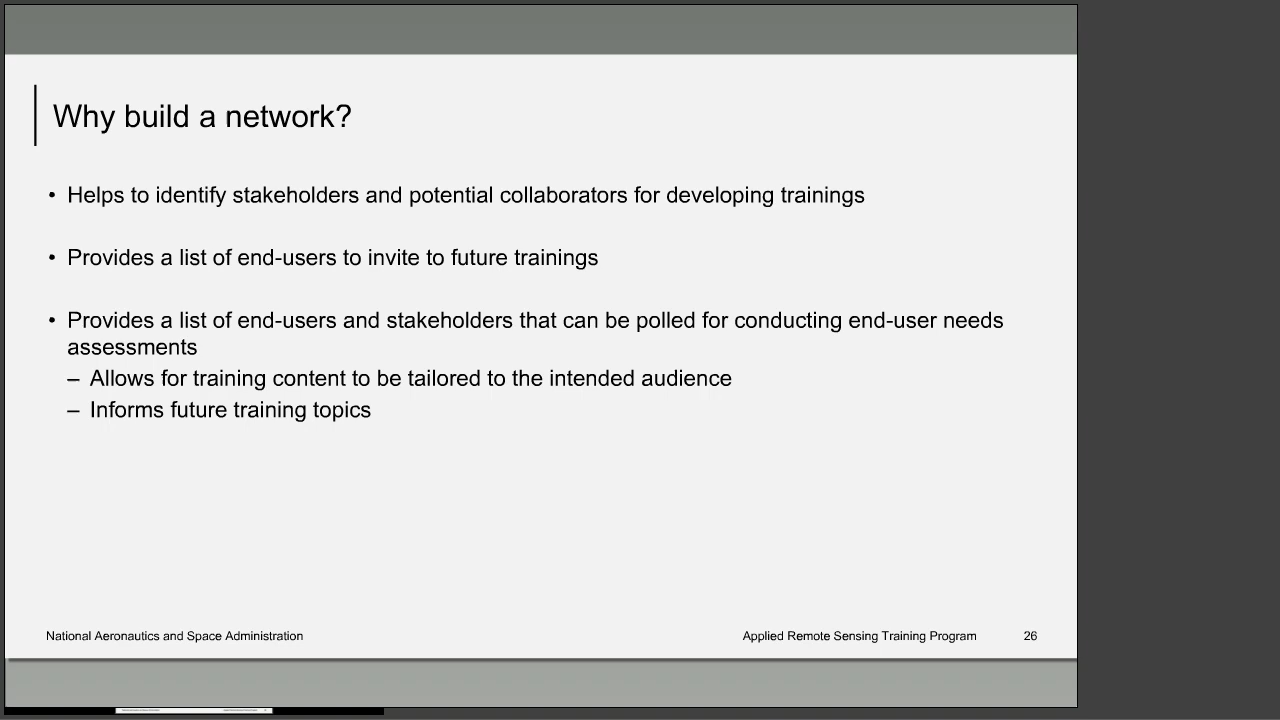 Why build a network?
• Helps to identify stakeholders and potential collaborators for developing trainings
• Provides a list of end-users to invite to future trainings
• Provides a list of end-users and stakeholders that can be polled for conducting end-user needs
assessments
– Allows for training content to be tailored to the intended audience
– Informs future training topics
National Aeronautics and Space Administration
Applied Remote Sensing Training Program 26